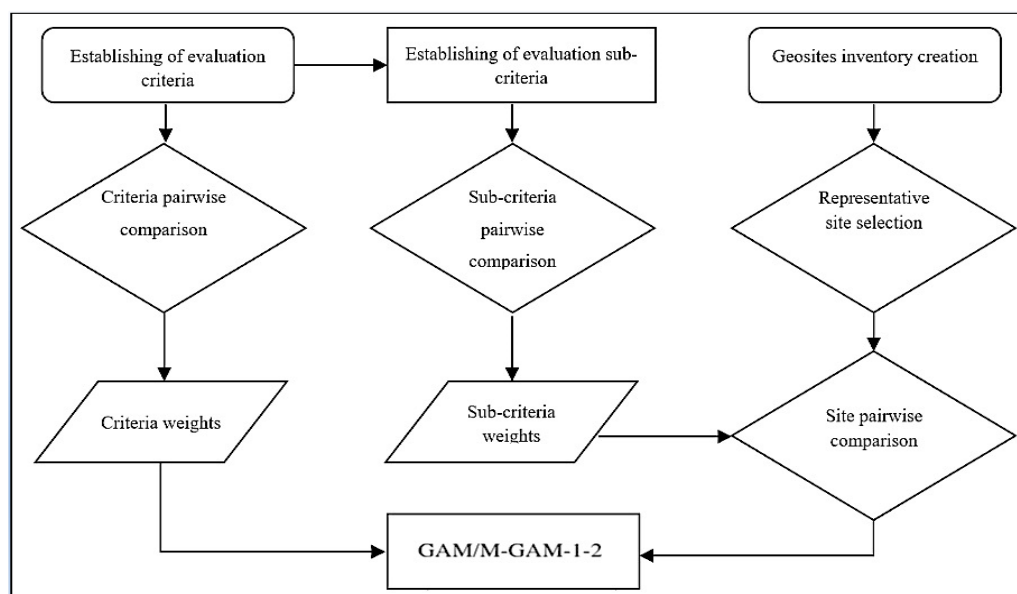 Establishing of evaluation
criteria
Establishing of evaluation sub-
criteria
Geosites inventory creation
Criteria pairwise
comparison
Sub-criteria
pairwise
comparison
Representative
site selection
Criteria weights
Sub-criteria
weights
Site pairwise
comparison
GAM/M-GAM-1-2